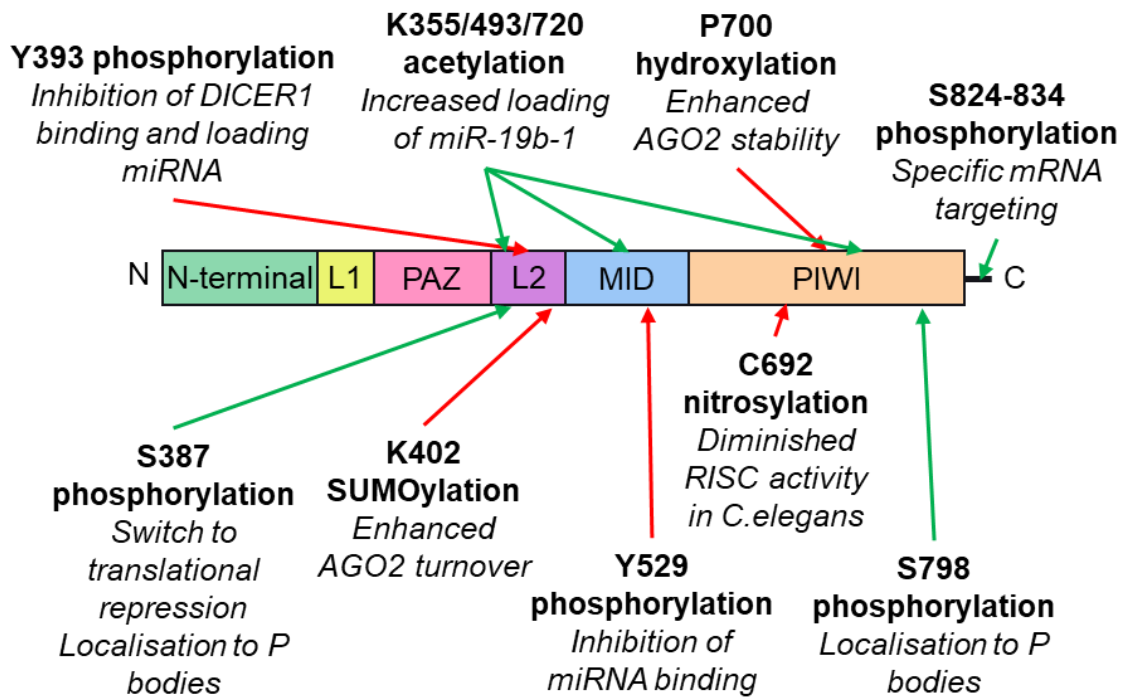 Y393 phosphorylation
Inhibition of DICER1
binding and loading
miRNA
K355/493/720
acetylation
Increased loading
of miR-19b-1
P700
hydroxylation
Enhanced
AGO2 stability
S824-834
phosphorylation
Specific mRNA
targeting
N N-terminal L1 PAZ L2 MID PIWI C
S387
phosphorylation
Switch to
translational
repression
Localisation to P
bodies
K402
SUMOylation
Enhanced
AGO2 turnover
Y529
phosphorylation
Inhibition of
miRNA binding
C692
nitrosylation
Diminished
RISC activity
in C.elegans
S798
phosphorylation
Localisation to P
bodies